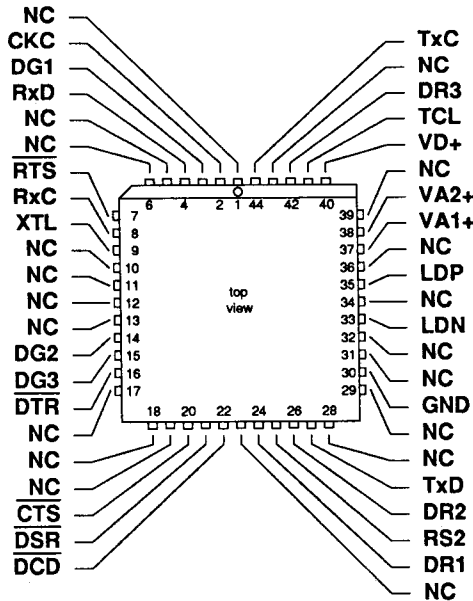 NC
CKC
DG1
RxD
NC
NC
RTS
RxC
XTL
NC
NC
NC
NC
DG2
DG3
DTR
NC
NC
NC
CTS
DSR
DCD
6 4 2 1 44 42 40
7
8
9
10
11
12
13
14
15
16
17
top
view
39
38
37
36
35
34
33
32
31
30
29
18 20 22 24 26 28
TxC
NC
DR3
TCL
VD+
NC
VA2+
VA1+
NC
LDP
NC
LDN
NC
NC
GND
NC
NC
TxD
DR2
RS2
DR1
NC